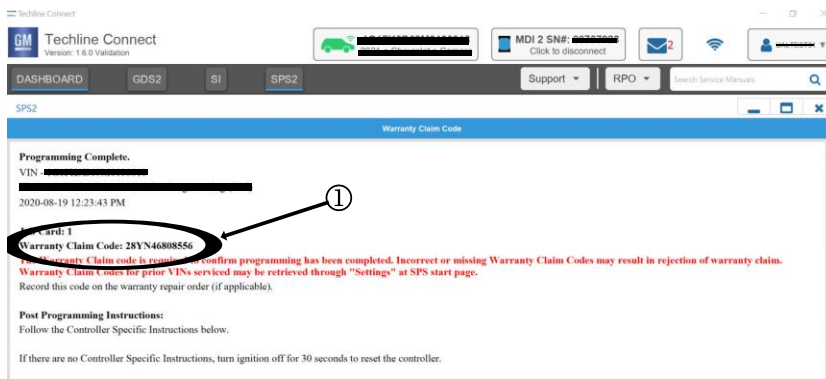 Techline Connect
GM
Techline Connect
Version: 1.6.0 Validation
MDI 2 SN#:
Click to disconnect
2
DASHBOARD
GDS2
SI
SPS2
Support
RPO
Search Service Manuals
SPS2
Warranty Claim Code
Programming Complete.
VIN -
2020-08-19 12:23:43 PM
①
Card: 1
Warranty Claim Code: 28YN46808556
Warranty Claim code is required to confirm programming has been completed. Incorrect or missing Warranty Claim Codes may result in rejection of warranty claim.
Warranty Claim Codes for prior VINs serviced may be retrieved through "Settings" at SPS start page.
Record this code on the warranty repair order (if applicable).
Post Programming Instructions:
Follow the Controller Specific Instructions below.
If there are no Controller Specific Instructions, turn ignition off for 30 seconds to reset the controller.